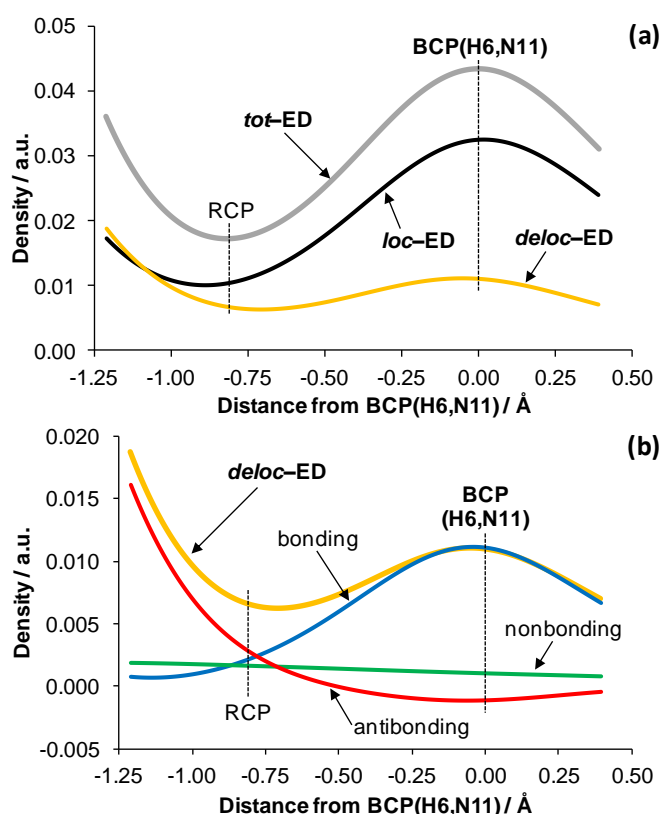 (a)
BCP(H6,N11)
tot–ED
RCP
loc–ED
deloc–ED
Density / a.u.
0.05
0.04
0.03
0.02
0.01
0.00
-1.25 -1.00 -0.75 -0.50 -0.25 0.00 0.25 0.50
Distance from BCP(H6,N11) / Å
(b)
deloc–ED
BCP
(H6,N11)
bonding
nonbonding
RCP
antibonding
Density / a.u.
0.020
0.015
0.010
0.005
0.000
-0.005
-1.25 -1.00 -0.75 -0.50 -0.25 0.00 0.25 0.50
Distance from BCP(H6,N11) / Å